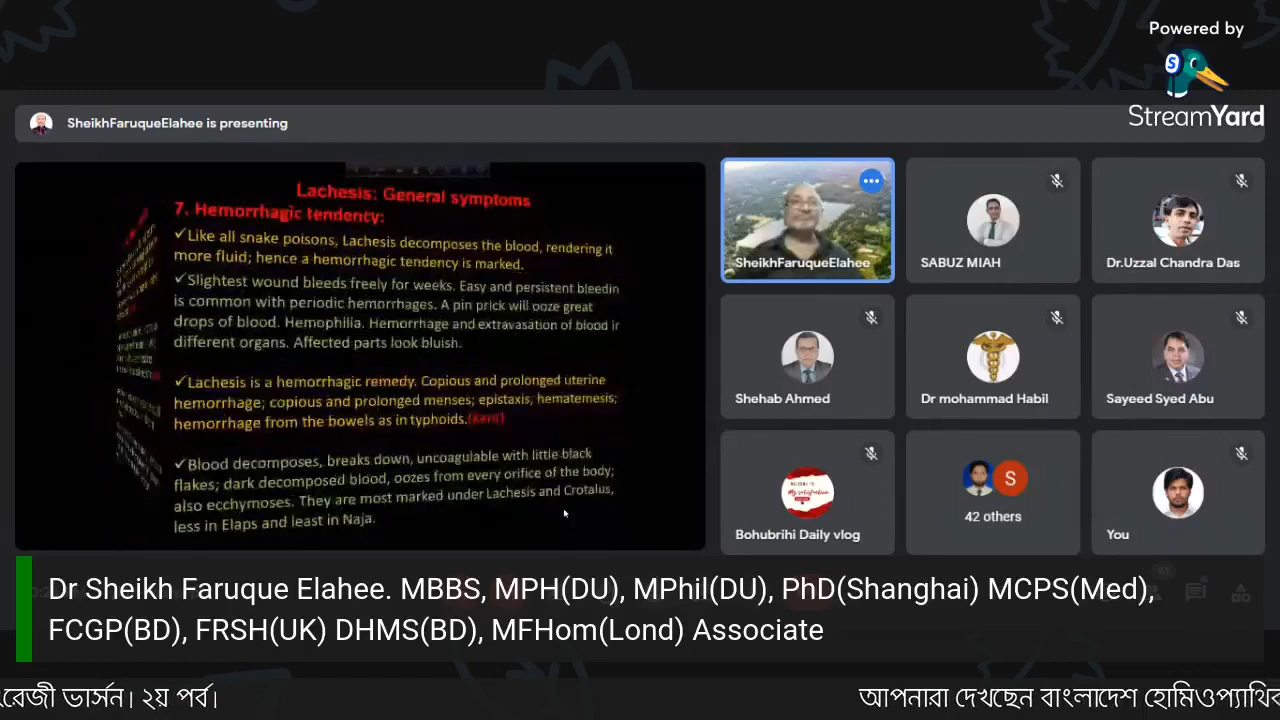 Powered by
StreamYard
SheikhFaruqueElahee is presenting
Lachesis: General symptoms
7. Hemorrhagic tendency:
✓Like all snake poisons, Lachesis decomposes the blood, rendering it
more fluid; hence a hemorrhagic tendency is marked.
✓Slightest wound bleeds freely for weeks. Easy and persistent bleedin
is common with periodic hemorrhages. A pin prick will ooze great
drops of blood. Hemophilia. Hemorrhage and extravasation of blood ir
different organs. Affected parts look bluish.
✓Lachesis is a hemorrhagic remedy. Copious and prolonged uterine
hemorrhage; copious and prolonged menses; epistaxis, hematemesis;
hemorrhage from the bowels as in typhoids.(Kent)
✓Blood decomposes, breaks down, uncoagulable with little black
flakes; dark decomposed blood, oozes from every orifice of the body;
also ecchymoses. They are most marked under Lachesis and Crotalus,
less in Elaps and least in Naja.
SheikhFaruqueElahee
SABUZ MIAH
Dr.Uzzal Chandra Das
Shehab Ahmed
Dr mohammad Habil
Sayeed Syed Abu
Bohubrihi Daily vlog
S
42 others
You
Dr Sheikh Faruque Elahee. MBBS, MPH(DU), MPhil(DU), PhD(Shanghai) MCPS(Med),
FCGP(BD), FRSH(UK) DHMS(BD), MFHom(Lond) Associate
ংরেজী ভার্সন। ২য় পর্ব।
আপনারা দেখছেন বাংলাদেশ হোমিওপ্যাথিক